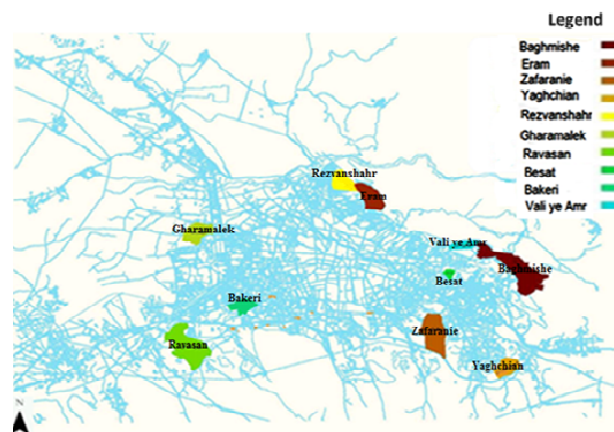 Legend
Baghmishe
Eram
Zafaranie
Yaghchian
Rezvanshahr
Gharamalek
Ravasan
Besat
Bakeri
Vali ye Amr
Rezvanshahr
Eram
Gharamalek
Vali ye Amr
Baghmishe
Besat
Bakeri
Zafaranie
Ravasan
Yaghchian
N